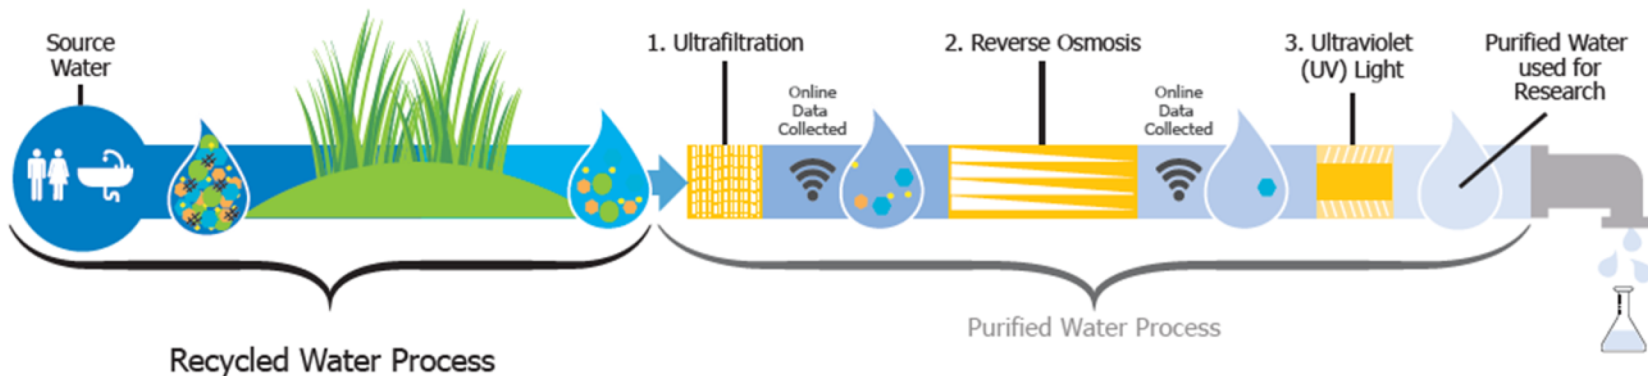 Source
Water
1. Ultrafiltration
Online
Data
Collected
2. Reverse Osmosis
Online
Data
Collected
3. Ultraviolet
(UV) Light
Purified Water
used for
Research
Recycled Water Process
Purified Water Process